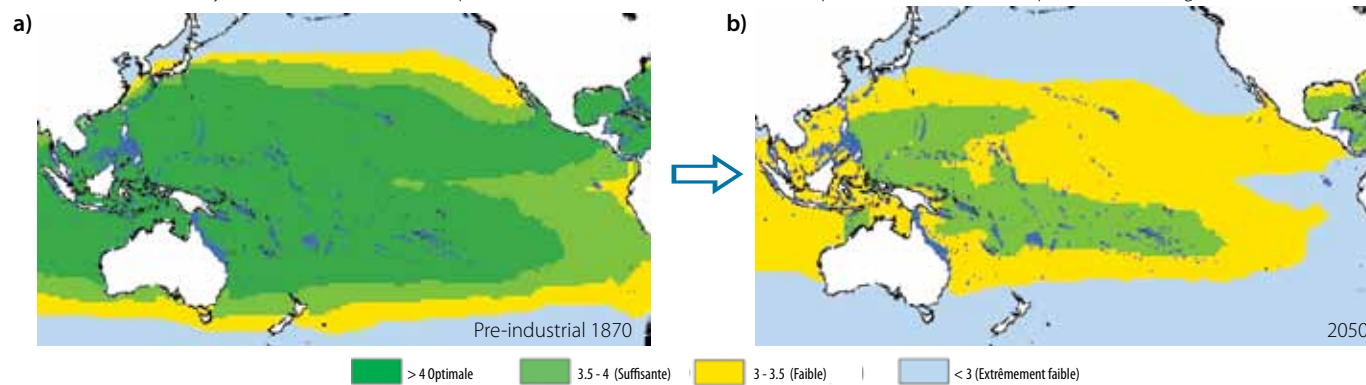 a)
b)
Pre-industrial 1870
2050
> 4 Optimale
3.5 - 4 (Suffisante)
3 - 3.5 (Faible)
< 3 (Extrêmement faible)